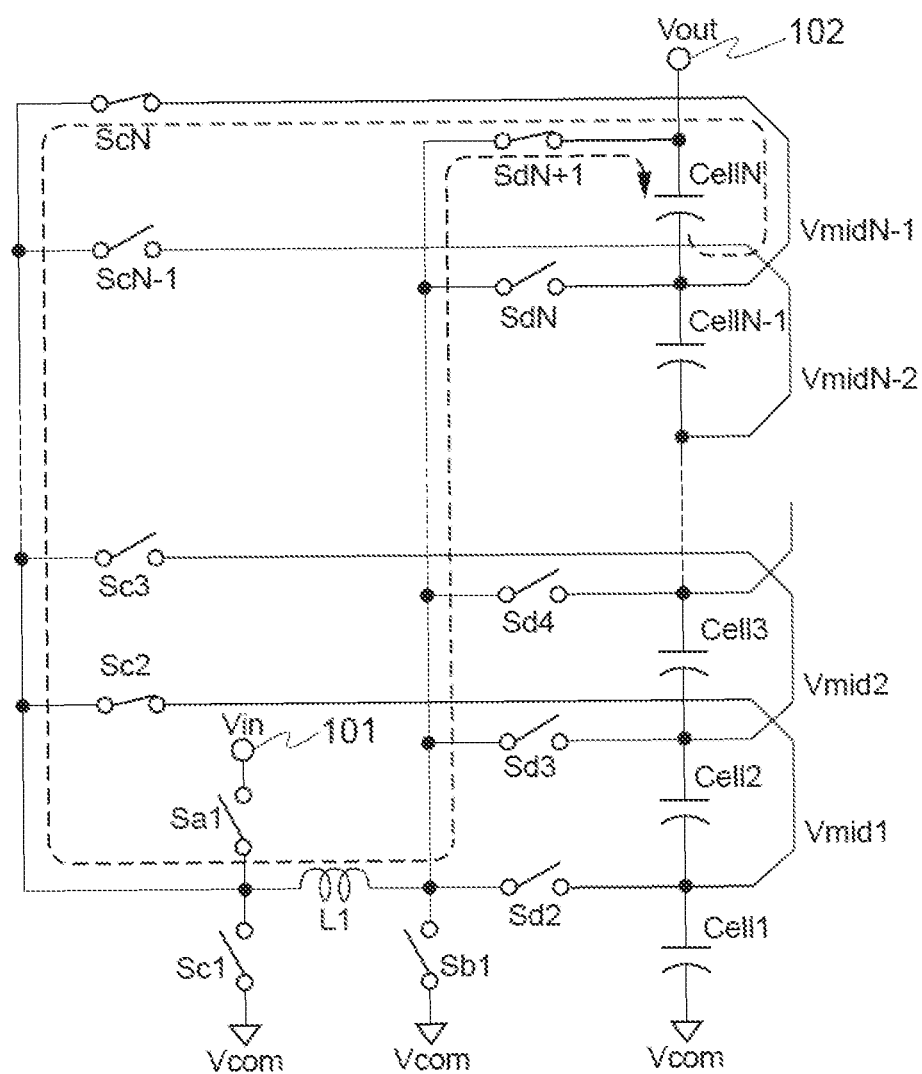 Vout
102
ScN
SdN+1
CellN
ScN-1
VmidN-1
SdN
CellN-1
VmidN-2
Sc3
Sd4
Cell3
Sc2
Vmid2
Vin
101
Sd3
Cell2
Sa1
Vmid1
L1
Sd2
Cell1
Sc1
Sb1
Vcom
Vcom
Vcom